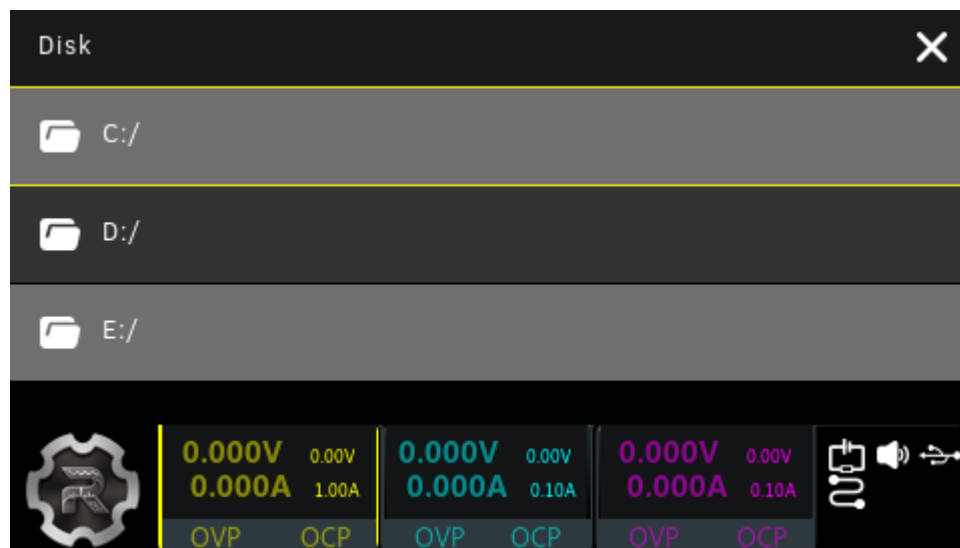 Disk
C:/
D:/
E:/
0.000V 0.00V 0.000V 0.00V 0.000V 0.00V
0.000A 1.00A 0.000A 0.10A 0.000A 0.10A
OVP OCP OVP OCP OVP OCP